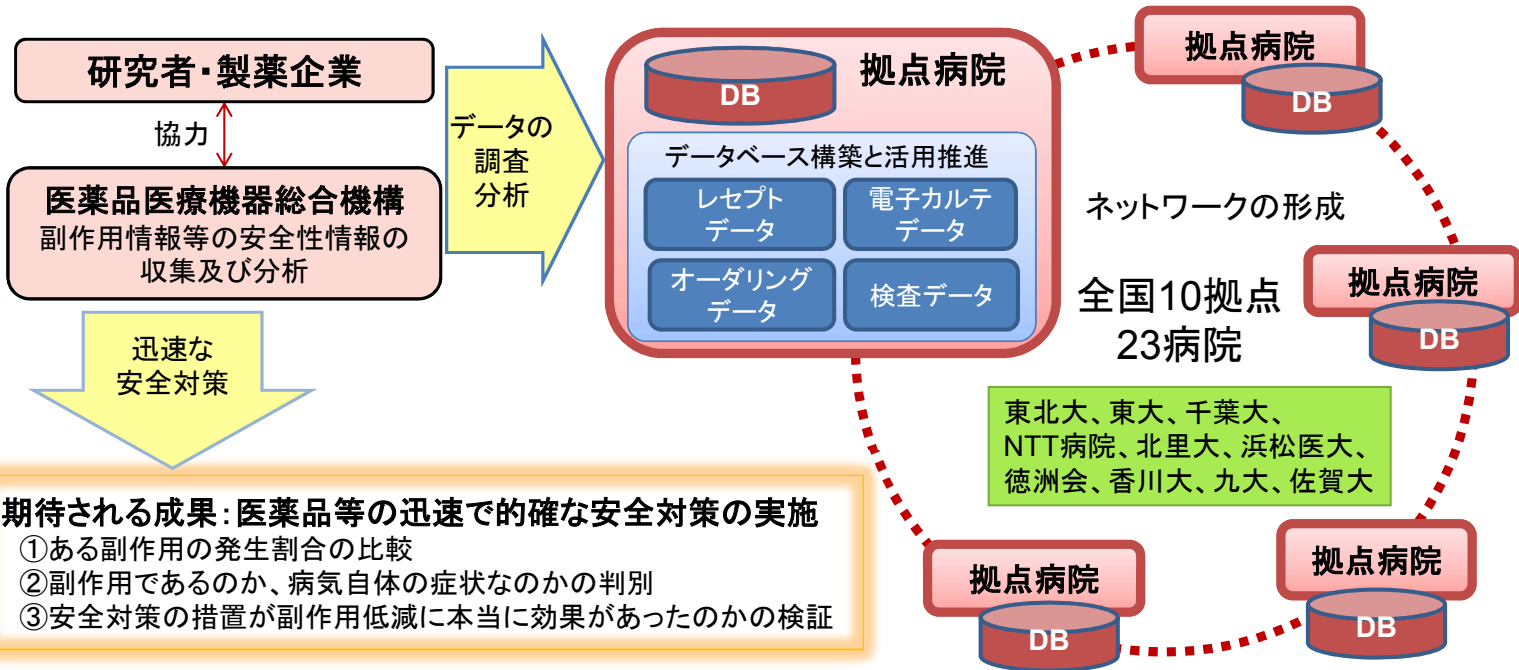 研究者・製薬企業
協力
医薬品医療機器総合機構
副作用情報等の安全性情報の
収集及び分析
データの
調査
分析
迅速な
安全対策
期待される成果：医薬品等の迅速で的確な安全対策の実施
①ある副作用の発生割合の比較
②副作用であるのか、病気自体の症状なのかの判別
③安全対策の措置が副作用低減に本当に効果があったのかの検証
DB
拠点病院
データベース構築と活用推進
レセプト
データ
電子カルテ
データ
オーダリング
データ
検査データ
拠点病院
DB
ネットワークの形成
全国10拠点
23病院
拠点病院
DB
東北大、東大、千葉大、
NTT病院、北里大、浜松医大、
徳洲会、香川大、九大、佐賀大
拠点病院
DB
拠点病院
DB